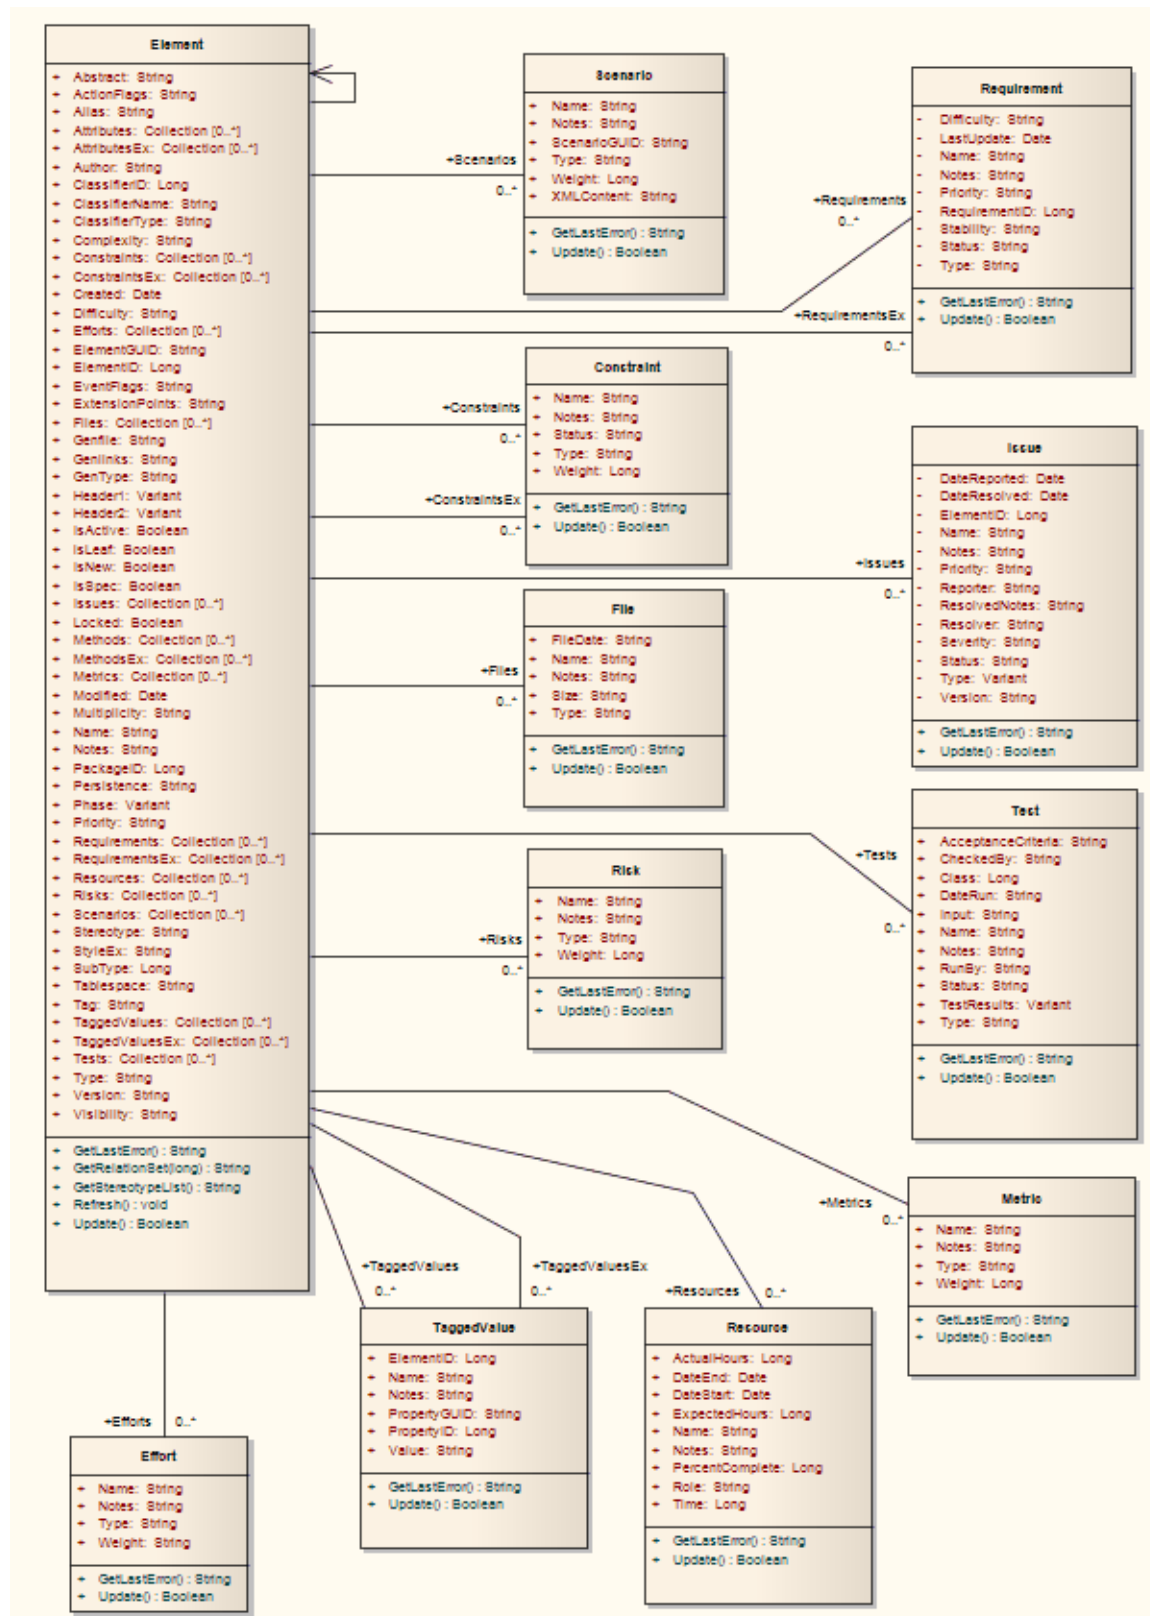 Element
+ Abstract: String
+ ActionFlags: String
+ Alias: String
+ Attributes: Collection [0..*]
+ AttributesEx: Collection [0..*]
+ Author: String
+ ClassifierID: Long
+ ClassifierName: String
+ ClassifierType: String
+ Complexity: String
+ Constraints: Collection [0..*]
+ ConstraintsEx: Collection [0..*]
+ Created: Date
+ Difficulty: String
+ Efforts: Collection [0..*]
+ ElementGUID: String
+ ElementID: Long
+ EventFlags: String
+ ExtensionPoints: String
+ Files: Collection [0..*]
+ Genfile: String
+ Genlinks: String
+ GenType: String
+ Header1: Variant
+ Header2: Variant
+ IsActive: Boolean
+ IsLeaf: Boolean
+ IsNew: Boolean
+ IsSpec: Boolean
+ Issues: Collection [0..*]
+ Locked: Boolean
+ Methods: Collection [0..*]
+ MethodsEx: Collection [0..*]
+ Metrics: Collection [0..*]
+ Modified: Date
+ Multiplicity: String
+ Name: String
+ Notes: String
+ PackageID: Long
+ Persistence: String
+ Phase: Variant
+ Priority: String
+ Requirements: Collection [0..*]
+ RequirementsEx: Collection [0..*]
+ Resources: Collection [0..*]
+ Risks: Collection [0..*]
+ Scenarios: Collection [0..*]
+ Stereotype: String
+ StyleEx: String
+ SubType: Long
+ Tablespace: String
+ Tag: String
+ TaggedValues: Collection [0..*]
+ TaggedValuesEx: Collection [0..*]
+ Tests: Collection [0..*]
+ Type: String
+ Version: String
+ Visibility: String
+ GetLastError() : String
+ GetRelationSet(long) : String
+ GetStereotypeList() : String
+ Refresh() : void
+ Update() : Boolean
+Scenarios
0..*
Scenario
+ Name: String
+ Notes: String
+ ScenarioGUID: String
+ Type: String
+ Weight: Long
+ XMLContent: String
+ GetLastError() : String
+ Update() : Boolean
+Requirements
0..*
+RequirementsEx
0..*
Requirement
- Difficulty: String
- LastUpdate: Date
- Name: String
- Notes: String
- Priority: String
- RequirementID: Long
- Stability: String
- Status: String
- Type: String
+ GetLastError() : String
+ Update() : Boolean
+Constraints
0..*
+ConstraintsEx
0..*
Constraint
+ Name: String
+ Notes: String
+ Status: String
+ Type: String
+ Weight: Long
+ GetLastError() : String
+ Update() : Boolean
+Issues
0..*
Issue
- DateReported: Date
- DateResolved: Date
- ElementID: Long
- Name: String
- Notes: String
- Priority: String
- Reporter: String
- ResolvedNotes: String
- Resolver: String
- Severity: String
- Status: String
- Type: Variant
- Version: String
+ GetLastError() : String
+ Update() : Boolean
+Files
0..*
File
+ FileDate: String
+ Name: String
+ Notes: String
+ Size: String
+ Type: String
+ GetLastError() : String
+ Update() : Boolean
+Tests
0..*
Test
+ AcceptanceCriteria: String
+ CheckedBy: String
+ Class: Long
+ DateRun: String
+ Input: String
+ Name: String
+ Notes: String
+ RunBy: String
+ Status: String
+ TestResults: Variant
+ Type: String
+ GetLastError() : String
+ Update() : Boolean
+Risks
0..*
Risk
+ Name: String
+ Notes: String
+ Type: String
+ Weight: Long
+ GetLastError() : String
+ Update() : Boolean
+Metrics
0..*
Metric
+ Name: String
+ Notes: String
+ Type: String
+ Weight: Long
+ GetLastError() : String
+ Update() : Boolean
+TaggedValues
0..*
+TaggedValuesEx
0..*
TaggedValue
+ ElementID: Long
+ Name: String
+ Notes: String
+ PropertyGUID: String
+ PropertyID: Long
+ Value: String
+ GetLastError() : String
+ Update() : Boolean
+Resources 0..*
Resource
+ ActualHours: Long
+ DateEnd: Date
+ DateStart: Date
+ ExpectedHours: Long
+ Name: String
+ Notes: String
+ PercentComplete: Long
+ Role: String
+ Time: Long
+ GetLastError() : String
+ Update() : Boolean
+Efforts 0..*
Effort
+ Name: String
+ Notes: String
+ Type: String
+ Weight: String
+ GetLastError() : String
+ Update() : Boolean